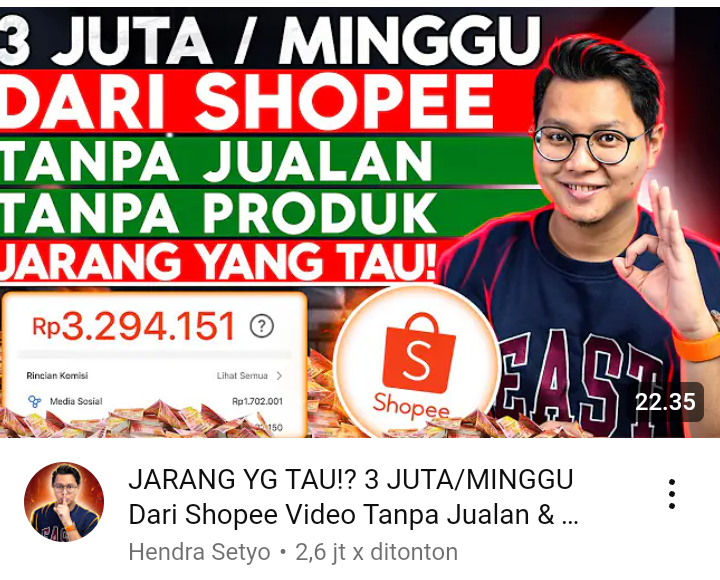 3 JUTA / MINGGU
DARI SHOPEE
TANPA JUALAN
TANPA PRODUK
JARANG YANG TAU!
Rp3.294.151 ?
Rincian Komisi
Lihat Semua >
Media Sosial
Rp1.702.001
150
S
Shopee
EAST
22.35
JARANG YG TAU!? 3 JUTA/MINGGU
Dari Shopee Video Tanpa Jualan & ...
Hendra Setyo • 2,6 jt x ditonton